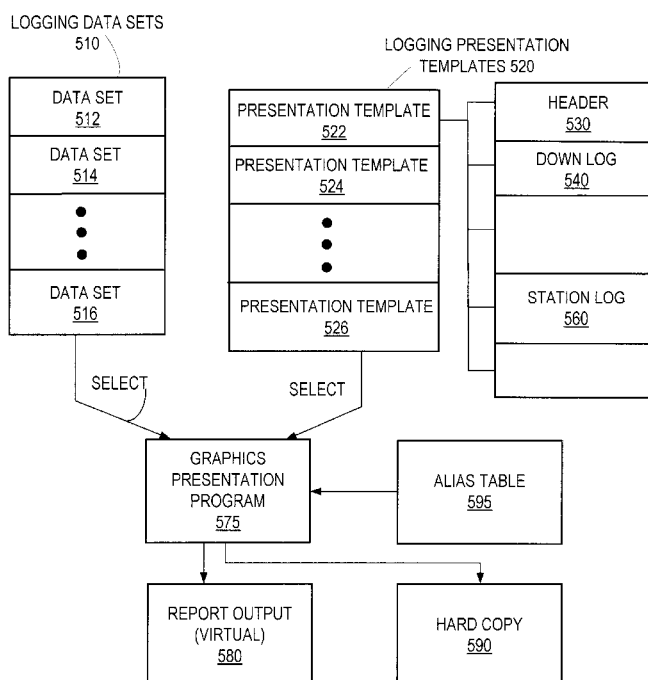 LOGGING DATA SETS
510
LOGGING PRESENTATION
TEMPLATES 520
DATA SET
512
DATA SET
514
DATA SET
516
PRESENTATION TEMPLATE
522
PRESENTATION TEMPLATE
524
PRESENTATION TEMPLATE
526
HEADER
530
DOWN LOG
540
STATION LOG
560
SELECT
SELECT
GRAPHICS
PRESENTATION
PROGRAM
575
ALIAS TABLE
595
REPORT OUTPUT
(VIRTUAL)
580
HARD COPY
590